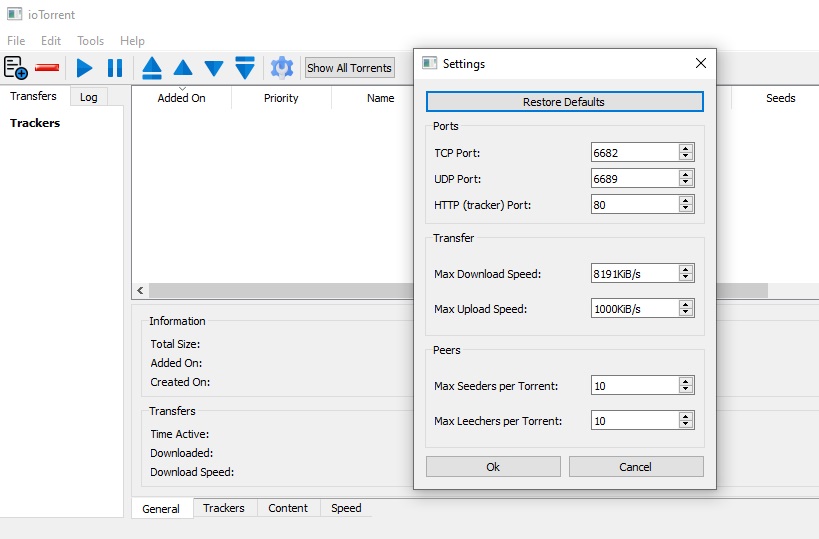 ioTorrent
File Edit Tools Help
Show All Torrents
Transfers Log
Trackers
Added On Priority Name Seeds
Information
Total Size:
Added On:
Created On:
Transfers
Time Active:
Downloaded:
Download Speed:
General Trackers Content Speed
Settings
Restore Defaults
Ports
TCP Port: 6682
UDP Port: 6689
HTTP (tracker) Port: 80
Transfer
Max Download Speed: 8191KiB/s
Max Upload Speed: 1000KiB/s
Peers
Max Seeders per Torrent: 10
Max Leechers per Torrent: 10
Ok Cancel